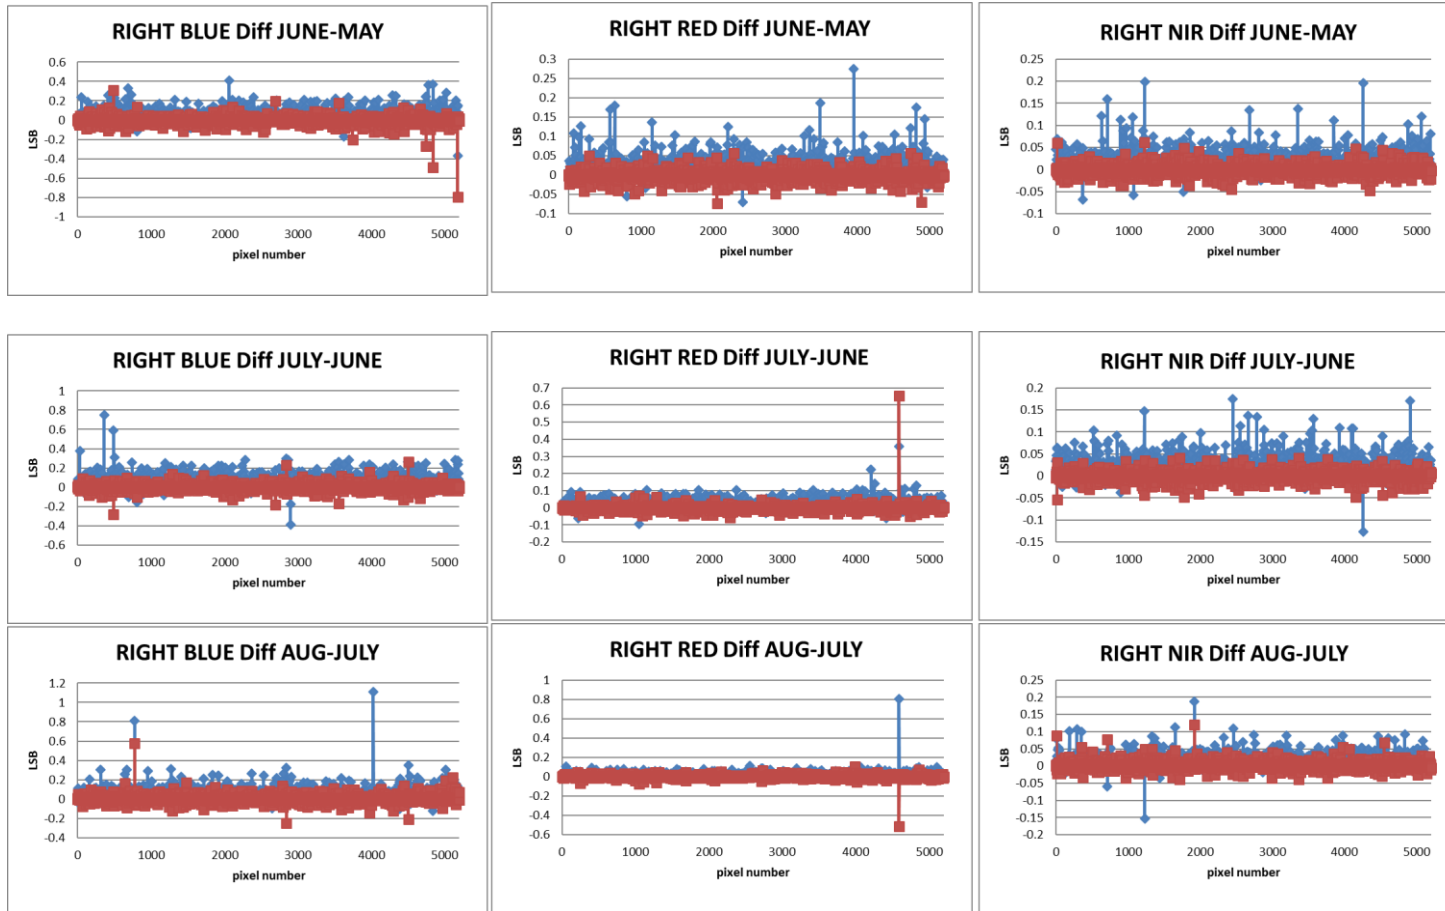 RIGHT BLUE Diff JUNE-MAY
0.6
0.4
0.2
0
-0.2
-0.4
-0.6
-0.8
-1
LSB
0 1000 2000 3000 4000 5000
pixel number
RIGHT RED Diff JUNE-MAY
0.3
0.25
0.2
0.15
0.1
0.05
0
-0.05
-0.1
LSB
0 1000 2000 3000 4000 5000
pixel number
RIGHT NIR Diff JUNE-MAY
0.25
0.2
0.15
0.1
0.05
0
-0.05
-0.1
LSB
0 1000 2000 3000 4000 5000
pixel number
RIGHT BLUE Diff JULY-JUNE
1
0.8
0.6
0.4
0.2
0
-0.2
-0.4
-0.6
LSB
0 1000 2000 3000 4000 5000
pixel number
RIGHT RED Diff JULY-JUNE
0.7
0.6
0.5
0.4
0.3
0.2
0.1
0
-0.1
-0.2
LSB
0 1000 2000 3000 4000 5000
pixel number
RIGHT NIR Diff JULY-JUNE
0.2
0.15
0.1
0.05
0
-0.05
-0.1
-0.15
LSB
0 1000 2000 3000 4000 5000
pixel number
RIGHT BLUE Diff AUG-JULY
1.2
1
0.8
0.6
0.4
0.2
0
-0.2
-0.4
LSB
0 1000 2000 3000 4000 5000
pixel number
RIGHT RED Diff AUG-JULY
1
0.8
0.6
0.4
0.2
0
-0.2
-0.4
-0.6
LSB
0 1000 2000 3000 4000 5000
pixel number
RIGHT NIR Diff AUG-JULY
0.25
0.2
0.15
0.1
0.05
0
-0.05
-0.1
-0.15
-0.2
LSB
0 1000 2000 3000 4000 5000
pixel number